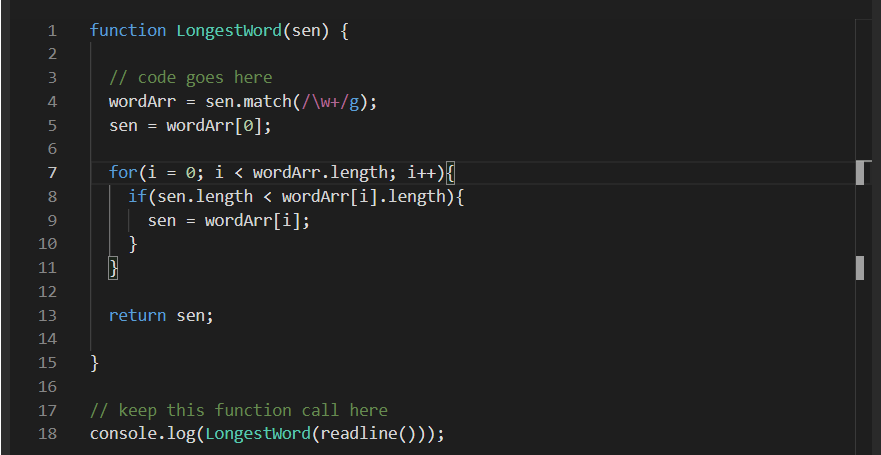 1 function LongestWord(sen) {
2
3 // code goes here
4 wordArr = sen.match(/\w+/g);
5 sen = wordArr[0];
6
7 for(i = 0; i < wordArr.length; i++){
8 if(sen.length < wordArr[i].length){
9 sen = wordArr[i];
10 }
11 }
12
13 return sen;
14
15 }
16
17 // keep this function call here
18 console.log(LongestWord(readline()));